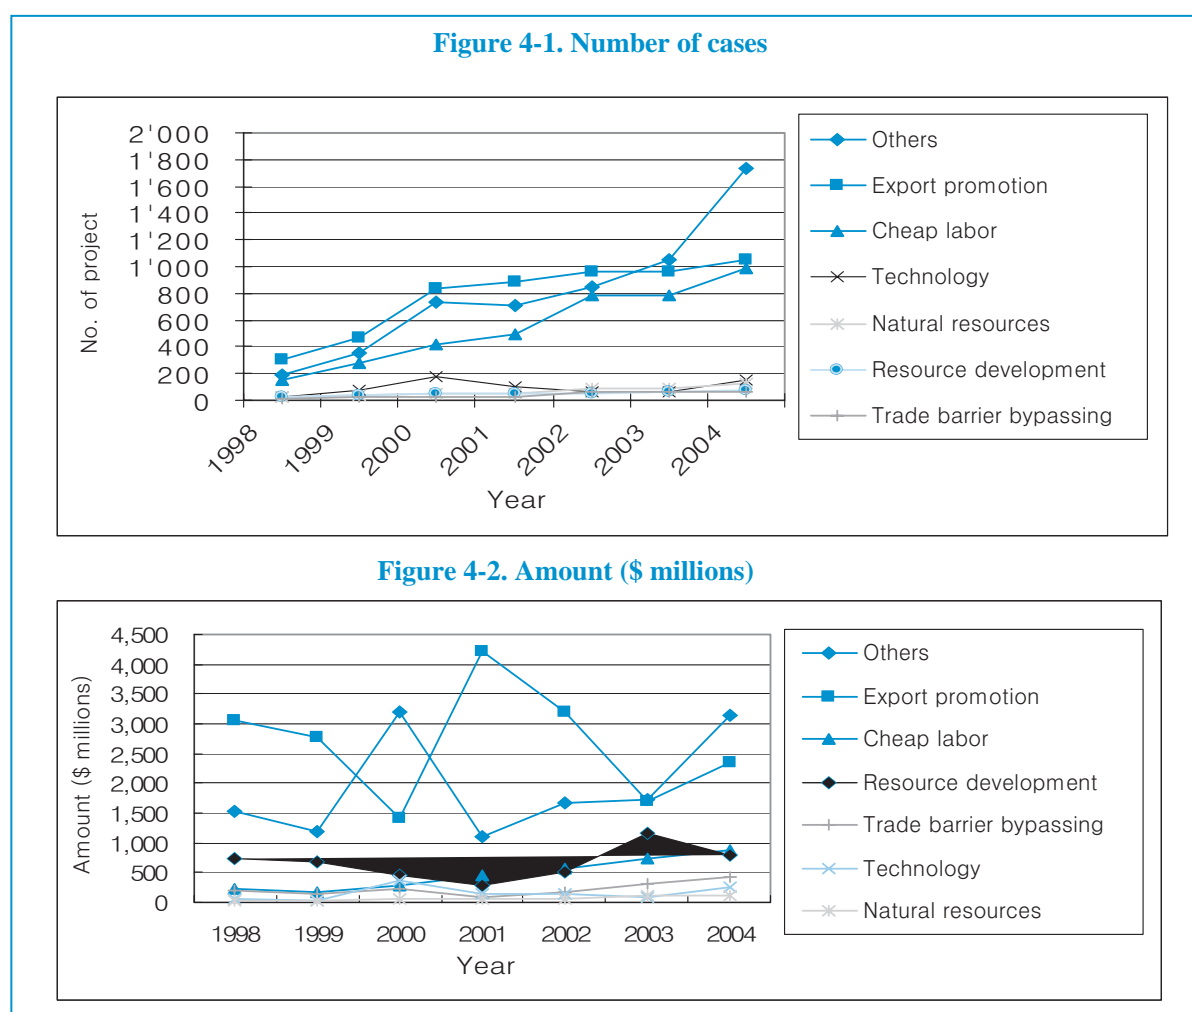 Figure 4-1. Number of cases
2'000
1'800
1'600
1'400
1'200
1'000
800
600
400
200
0
No. of project
1998
1999
2000
2001
2002
2003
2004
Year
Others
Export promotion
Cheap labor
Technology
Natural resources
Resource development
Trade barrier bypassing
Figure 4-2. Amount ($ millions)
4,500
4,000
3,500
3,000
2,500
2,000
1,500
1,000
500
0
Amount ($ millions)
1998
1999
2000
2001
2002
2003
2004
Year
Others
Export promotion
Cheap labor
Resource development
Trade barrier bypassing
Technology
Natural resources